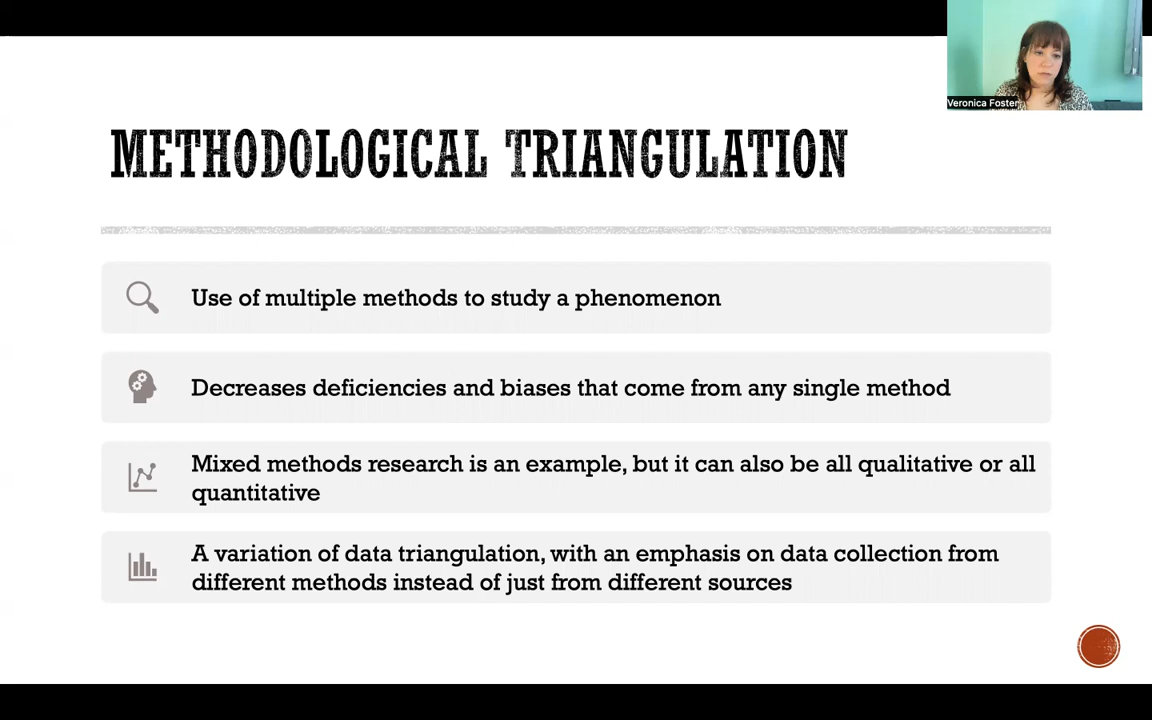 Veronica Foster
METHODOLOGICAL TRIANGULATION
Use of multiple methods to study a phenomenon
Decreases deficiencies and biases that come from any single method
Mixed methods research is an example, but it can also be all qualitative or all
quantitative
A variation of data triangulation, with an emphasis on data collection from
different methods instead of just from different sources